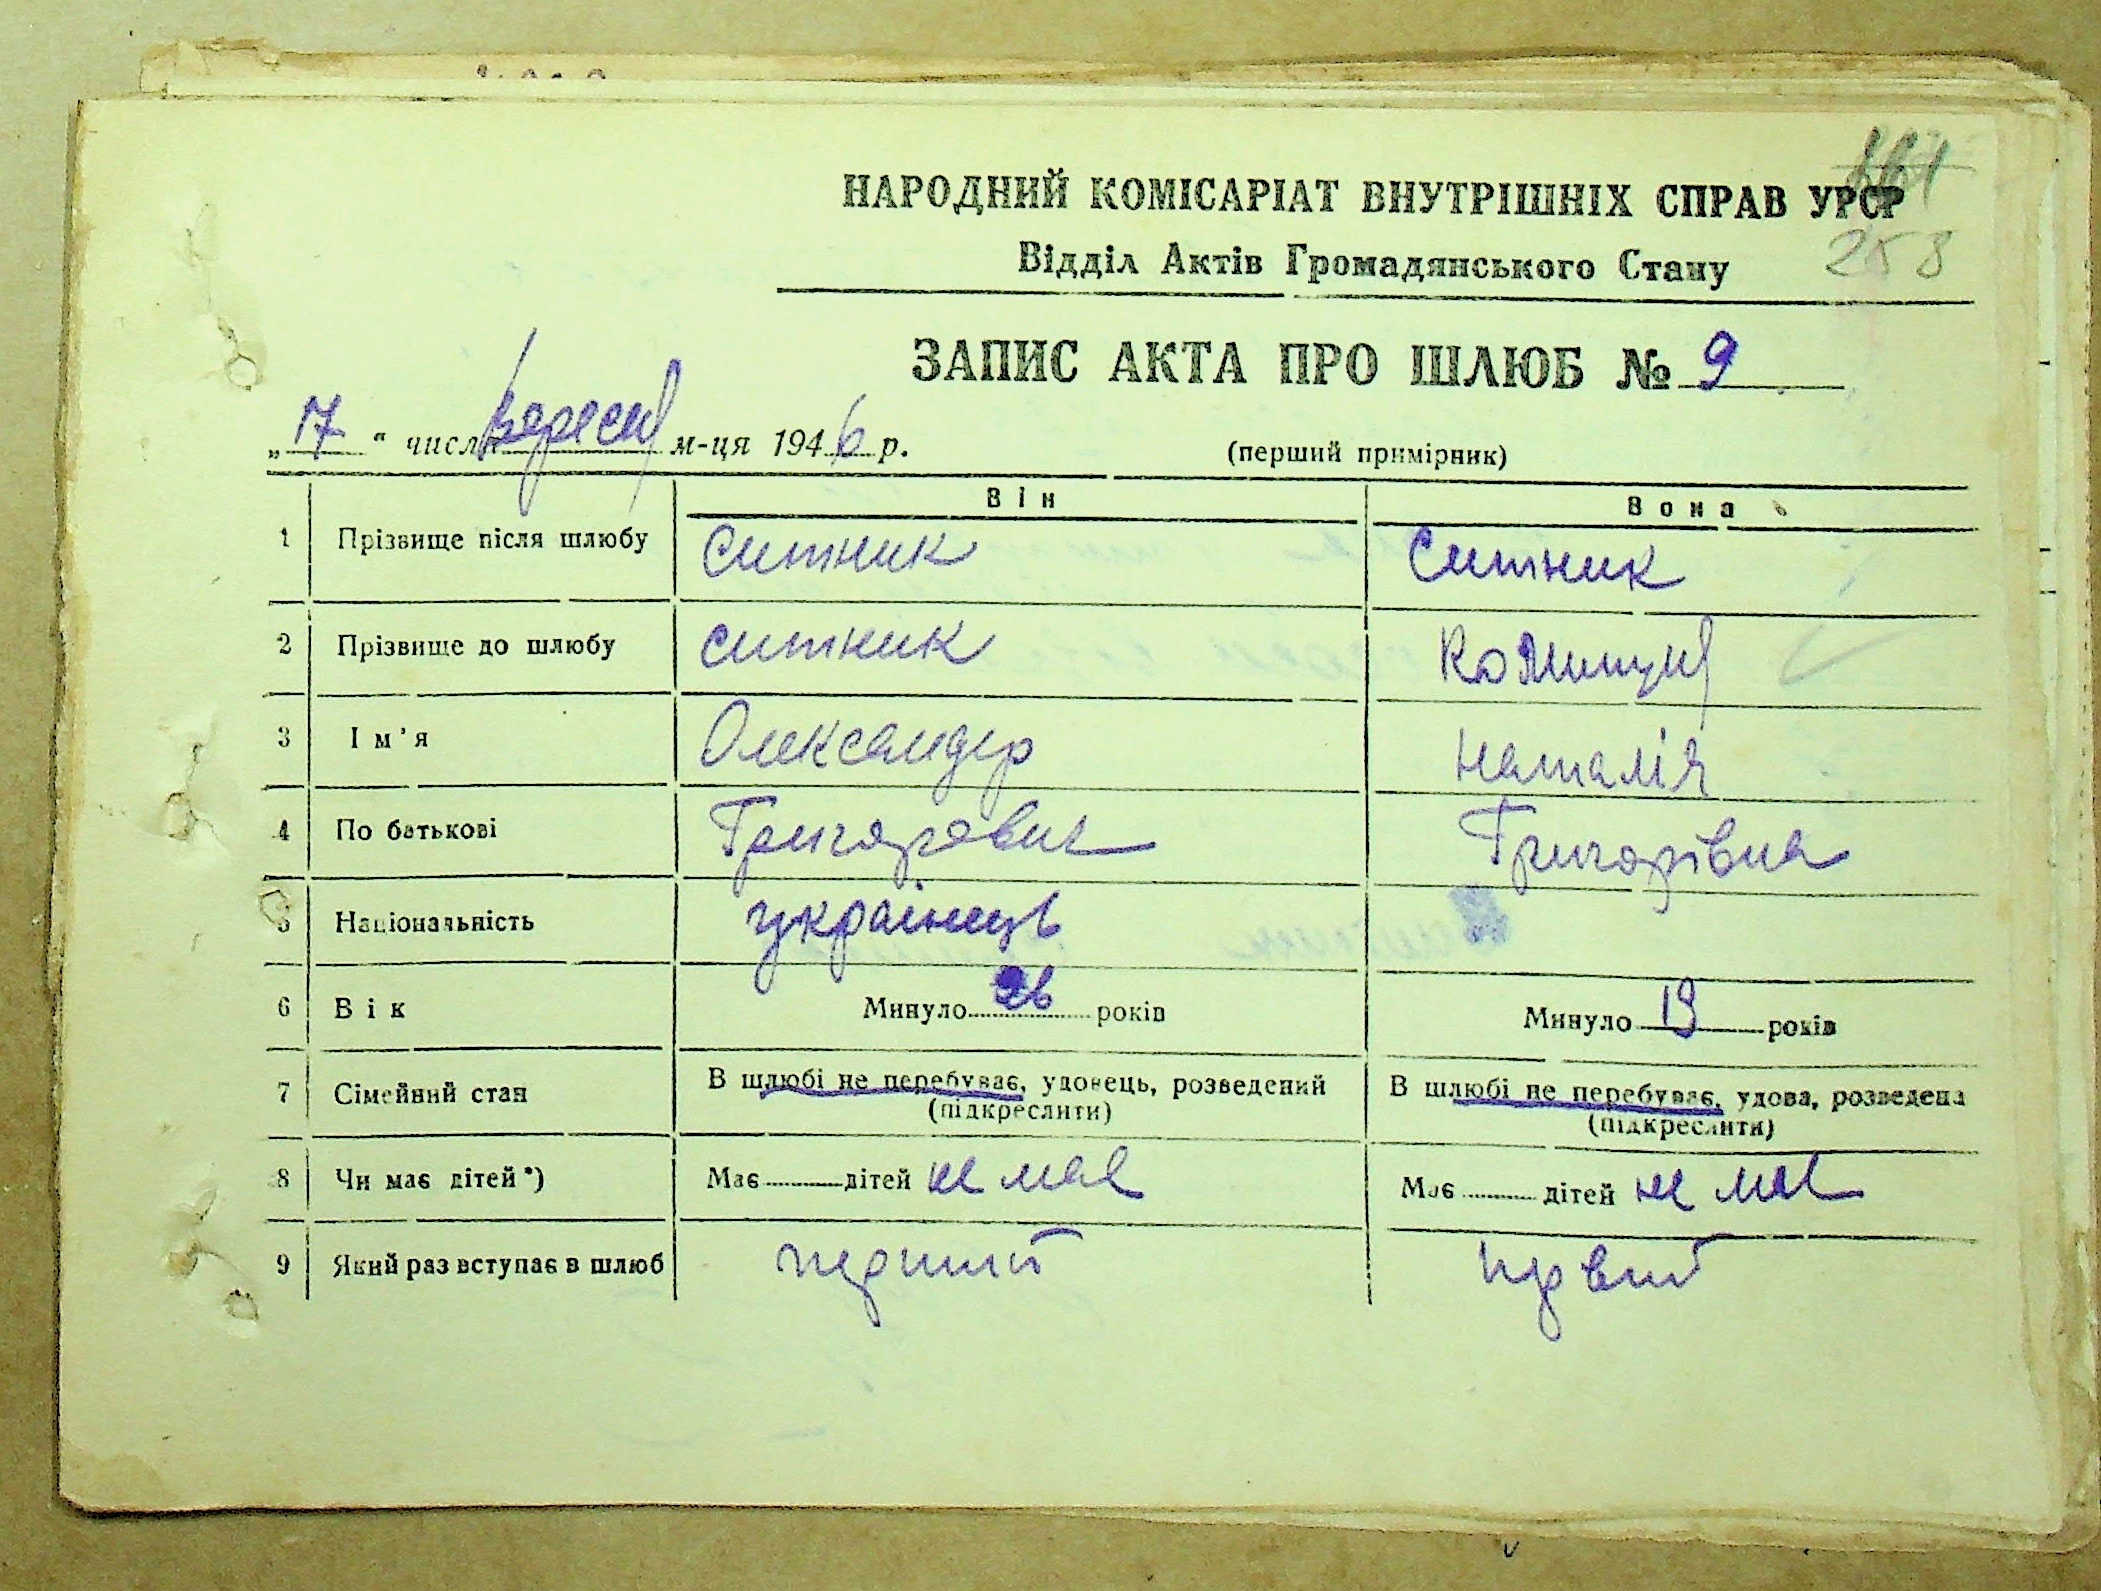 258
НАРОДНИЙ КОМІСАРІАТ ВНУТРІШНІХ СПРАВ УРСР
Відділ Актів Громадянського Стану
ЗАПИС АКТА ПРО ШЛЮБ № 9
„17“ числа вересня м-ця 1946 р. (перший примірник)
Він Вона
1 Прізвище після шлюбу Ситник Ситник
2 Прізвище до шлюбу Ситник
3 Ім'я Олександер Наталія
4 По батькові Григорович Григорівна
5 Національність українець
6 Вік Минуло 26 років Минуло 19 років
7 Сімейний стан В шлюбі не перебуває, удовець, розведений (підкреслити) В шлюбі не перебуває, удова, розведена (підкреслити)
8 Чи має дітей*) Має дітей не має Має дітей не має
9 Який раз вступає в шлюб перший первий